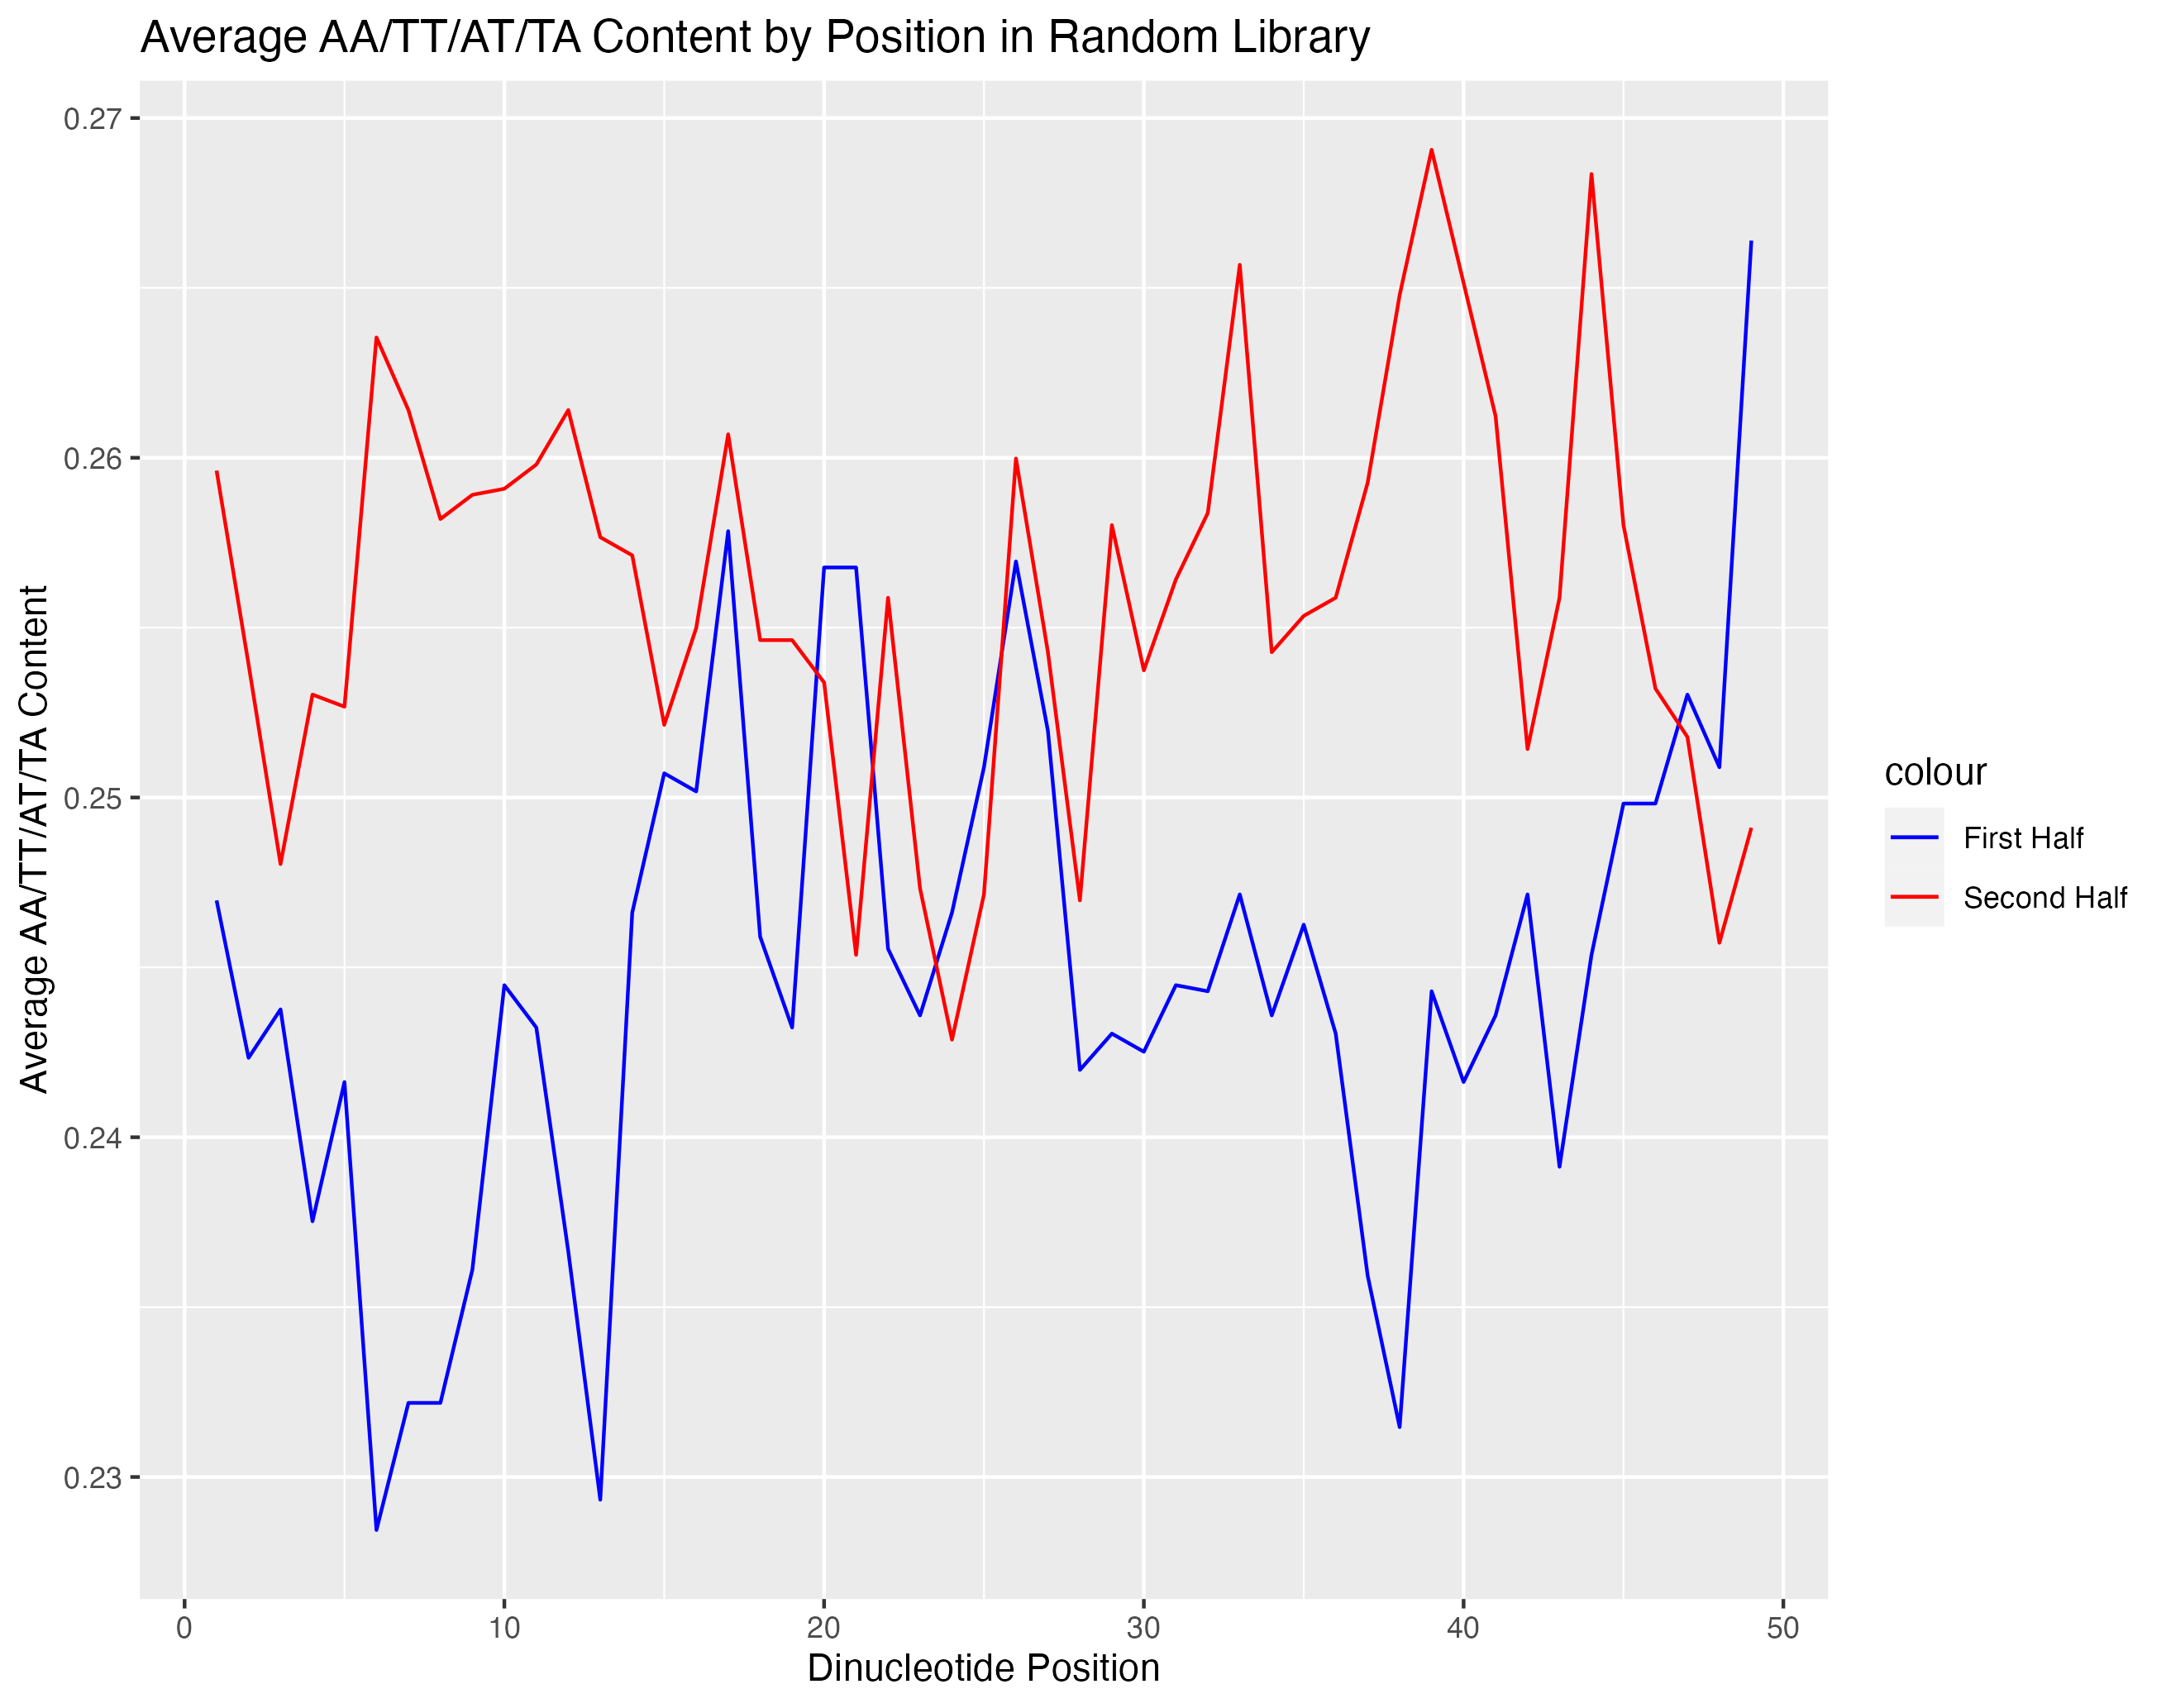 Average AA/TT/AT/TA Content by Position in Random Library
Average AA/TT/AT/TA Content
0.27
0.26
0.25
0.24
0.23
0 10 20 30 40 50
Dinucleotide Position
colour
First Half
Second Half